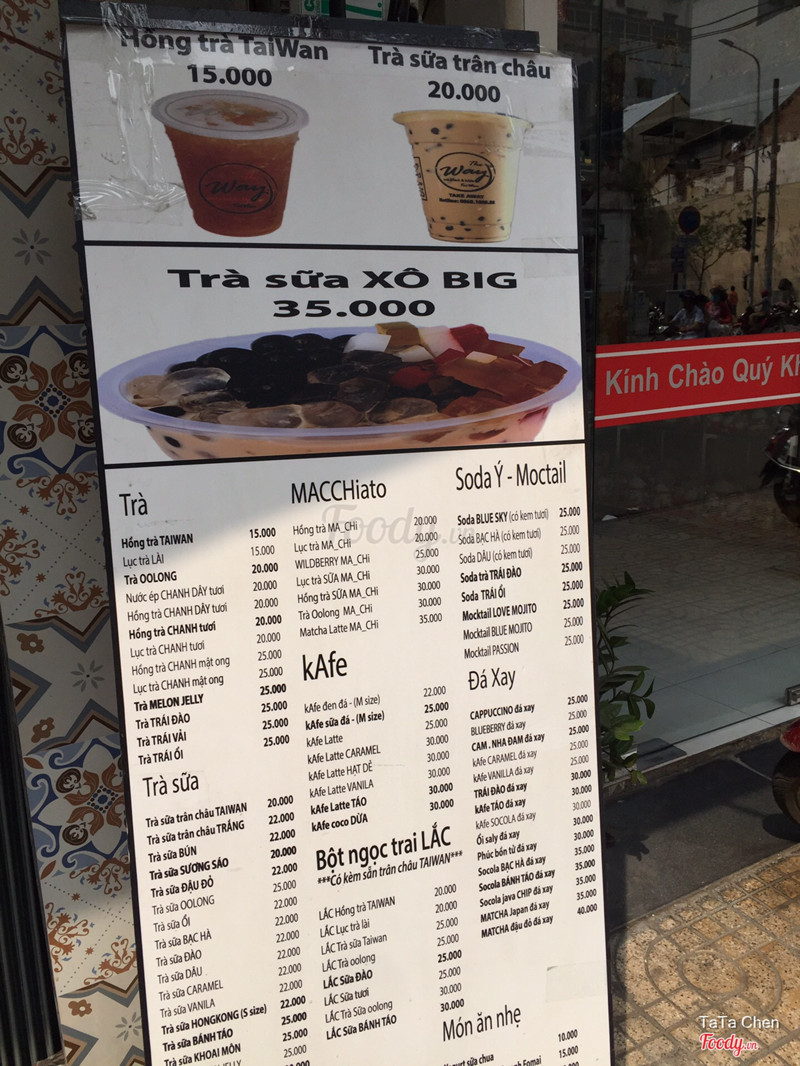 Hồng trà TaiWan
15.000
Trà sữa trân châu
20.000
Way
The Way
TAKE AWAY
Trà sữa XÔ BIG
35.000
Kính Chào Quý Kh
Trà
Hồng trà TAIWAN 15.000
Lục trà LÀI 15.000
Trà OOLONG 20.000
Nước ép CHANH DÂY tươi 20.000
Hồng trà CHANH DÂY tươi 20.000
Hồng trà CHANH tươi 20.000
Lục trà CHANH tươi 20.000
Hồng trà CHANH mật ong 25.000
Lục trà CHANH mật ong 25.000
Trà MELON JELLY 25.000
Trà TRÁI ĐÀO 25.000
Trà TRÁI VẢI 25.000
Trà TRÁI ỔI 25.000
Trà sữa
Trà sữa trân châu TAIWAN 20.000
Trà sữa trân châu TRẮNG 22.000
Trà sữa BÚN 22.000
Trà sữa SƯƠNG SÁO 20.000
Trà sữa ĐẬU ĐỎ 22.000
Trà sữa OOLONG 25.000
Trà sữa ỔI 22.000
Trà sữa BẠC HÀ 22.000
Trà sữa ĐÀO 22.000
Trà sữa DÂU 22.000
Trà sữa CARAMEL 22.000
Trà sữa VANILA 22.000
Trà sữa HONGKONG (S size) 22.000
Trà sữa BÁNH TÁO 25.000
Trà sữa KHOAI MÔN 25.000
JELLY 25.000
30.000
MACCHiato
Hồng trà MA_CHi 20.000
Lục trà MA_CHi 20.000
WILDBERRY MA_CHi 25.000
Lục trà SỮA MA_CHi 30.000
Hồng trà SỮA MA_CHi 30.000
Trà Oolong MA_CHi 30.000
Matcha Latte MA_CHi 35.000
kAfe
kAfe đen đá - (M size) 22.000
kAfe sữa đá - (M size) 25.000
kAfe Latte 25.000
kAfe Latte CARAMEL 30.000
kAfe Latte HẠT DẺ 30.000
kAfe Latte VANILA 30.000
kAfe Latte TÁO 30.000
kAfe coco DỪA 30.000
Bột ngọc trai LẮC
***Có kèm sẵn trân châu TAIWAN***
LẮC Hồng trà TAIWAN 20.000
LẮC Lục trà lài 20.000
LẮC Trà sữa Taiwan 25.000
LẮC Trà oolong 25.000
LẮC Sữa ĐÀO 25.000
LẮC Sữa tươi 25.000
LẮC Trà Sữa oolong 30.000
LẮC Sữa BÁNH TÁO 30.000
Soda Ý - Moctail
Soda BLUE SKY (có kem tươi) 25.000
Soda BẠC HÀ (có kem tươi) 25.000
Soda DÂU (có kem tươi) 25.000
Soda trà TRÁI ĐÀO 25.000
Soda TRÁI ỔI 25.000
Mocktail LOVE MOJITO 25.000
Mocktail BLUE MOJITO 25.000
Mocktail PASSION 25.000
Đá Xay
CAPPUCCINO đá xay 25.000
BLUEBERRY đá xay 25.000
CAM . NHA ĐAM đá xay 25.000
kAfe CARAMEL đá xay 25.000
kAfe VANILLA đá xay 25.000
TRÁI ĐÀO đá xay 30.000
kAfe TÁO đá xay 30.000
kAfe SOCOLA đá xay 30.000
Ổi saly đá xay 30.000
Phúc bồn tử đá xay 30.000
Socola BẠC HÀ đá xay 35.000
Socola BÁNH TÁO đá xay 35.000
Socola java CHIP đá xay 35.000
MATCHA Japan đá xay 35.000
MATCHA đậu đỏ đá xay 40.000
Món ăn nhẹ
sữa chua 10.000
Fomai 15.000
Foody.vn
TaTa Chen
Foody.vn